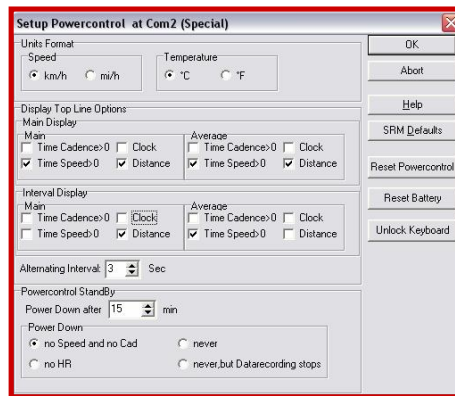 Setup Powercontrol at Com2 (Special)
Units Format
Speed
km/h mi/h
Temperature
°C °F
Display Top Line Options
Main Display
Main
Time Cadence>0 Clock
Time Speed>0 Distance
Average
Time Cadence>0 Clock
Time Speed>0 Distance
Interval Display
Main
Time Cadence>0 Clock
Time Speed>0 Distance
Average
Time Cadence>0 Clock
Time Speed>0 Distance
Alternating Interval: 3 Sec
Powercontrol StandBy
Power Down after 15 min
Power Down
no Speed and no Cad never
no HR never,but Datarecording stops
OK
Abort
Help
SRM Defaults
Reset Powercontrol
Reset Battery
Unlock Keyboard